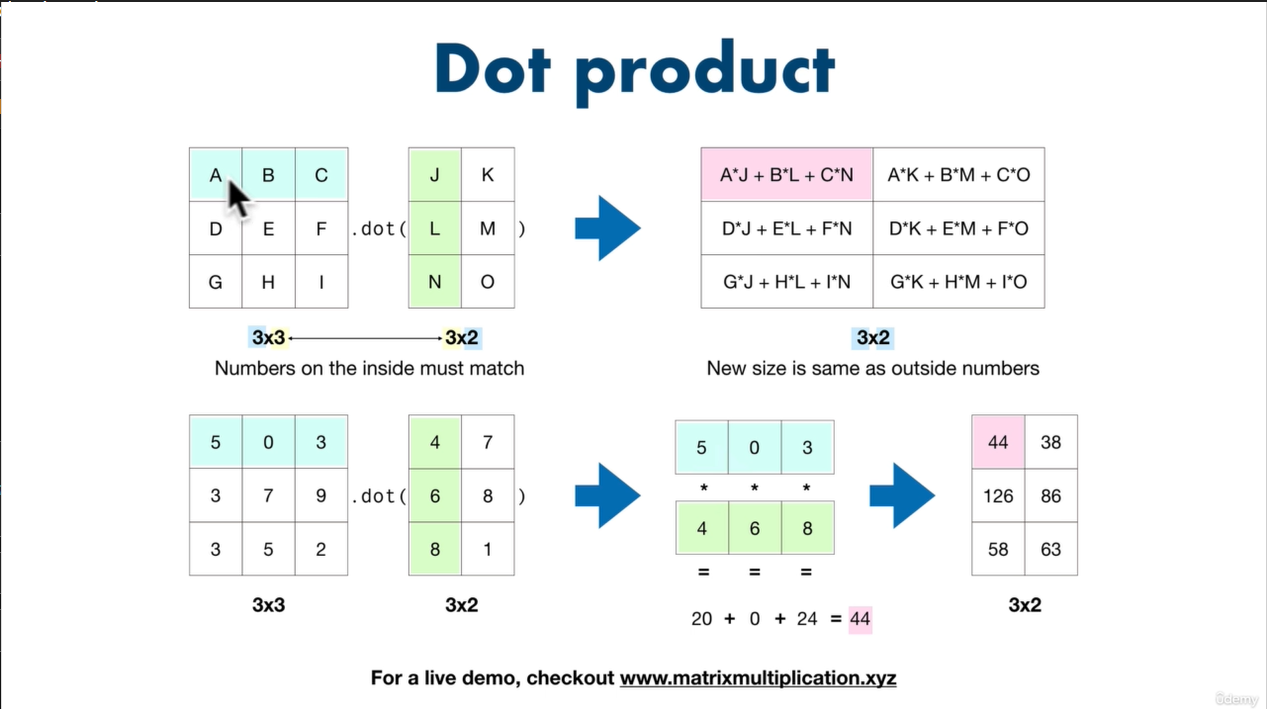 Dot product
A B C J K A*J + B*L + C*N A*K + B*M + C*O
D E F .dot( L M ) D*J + E*L + F*N D*K + E*M + F*O
G H I N O G*J + H*L + I*N G*K + H*M + I*O
3x3 3x2 3x2
Numbers on the inside must match New size is same as outside numbers
5 0 3 4 7 5 0 3 44 38
* * *
3 7 9 .dot( 6 8 ) 4 6 8 126 86
3 5 2 8 1 = = = 58 63
3x3 3x2 20 + 0 + 24 = 44 3x2
For a live demo, checkout www.matrixmultiplication.xyz
ûdemy